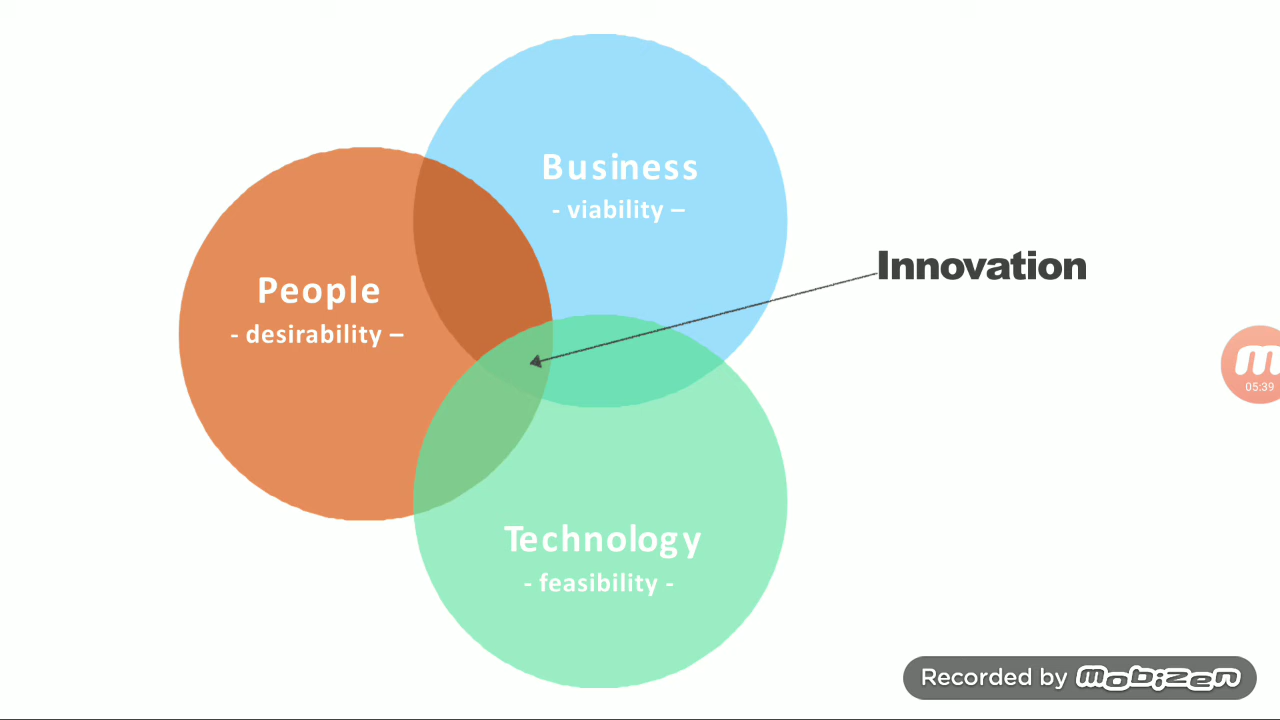 Business
- viability –
Innovation
People
- desirability –
05:39
Technology
- feasibility -
Recorded by mobizen